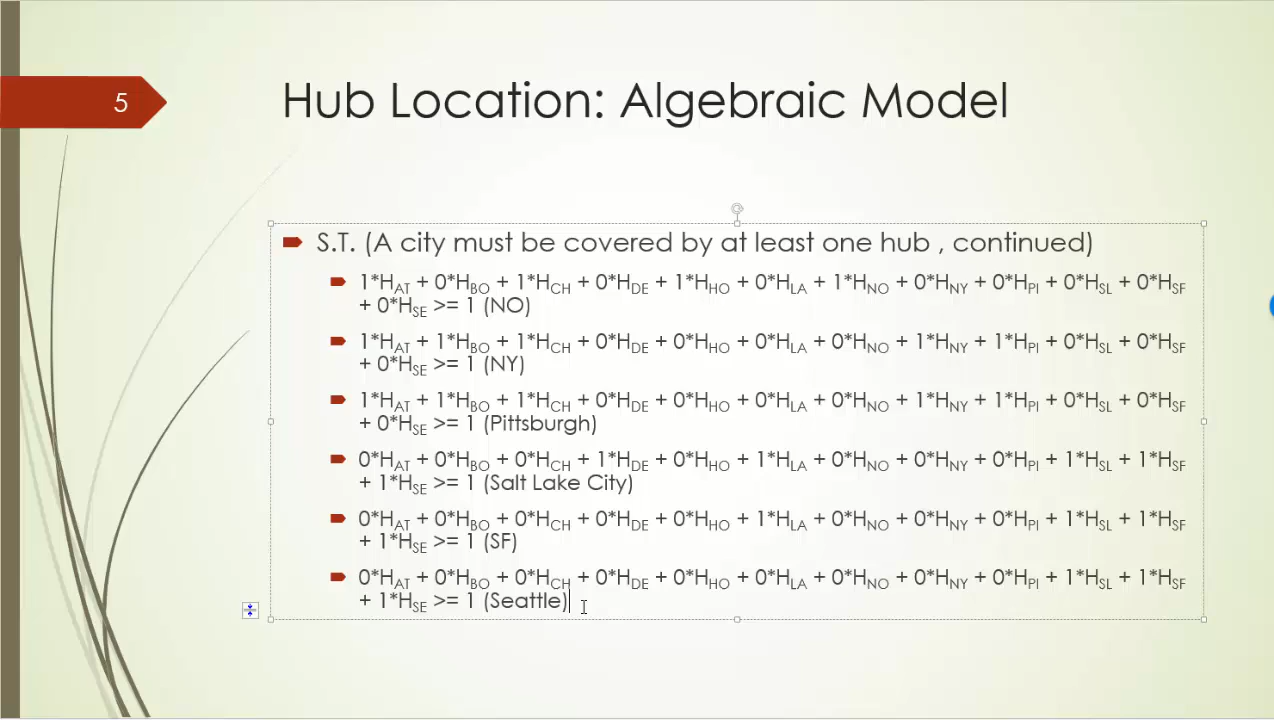 5
Hub Location: Algebraic Model
S.T. (A city must be covered by at least one hub , continued)
1*HAT + 0*HBO + 1*HCH + 0*HDE + 1*HHO + 0*HLA + 1*HNO + 0*HNY + 0*HPI + 0*HSL + 0*HSF
+ 0*HSE >= 1 (NO)
1*HAT + 1*HBO + 1*HCH + 0*HDE + 0*HHO + 0*HLA + 0*HNO + 1*HNY + 1*HPI + 0*HSL + 0*HSF
+ 0*HSE >= 1 (NY)
1*HAT + 1*HBO + 1*HCH + 0*HDE + 0*HHO + 0*HLA + 0*HNO + 1*HNY + 1*HPI + 0*HSL + 0*HSF
+ 0*HSE >= 1 (Pittsburgh)
0*HAT + 0*HBO + 0*HCH + 1*HDE + 0*HHO + 1*HLA + 0*HNO + 0*HNY + 0*HPI + 1*HSL + 1*HSF
+ 1*HSE >= 1 (Salt Lake City)
0*HAT + 0*HBO + 0*HCH + 0*HDE + 0*HHO + 1*HLA + 0*HNO + 0*HNY + 0*HPI + 1*HSL + 1*HSF
+ 1*HSE >= 1 (SF)
0*HAT + 0*HBO + 0*HCH + 0*HDE + 0*HHO + 0*HLA + 0*HNO + 0*HNY + 0*HPI + 1*HSL + 1*HSF
+ 1*HSE >= 1 (Seattle)